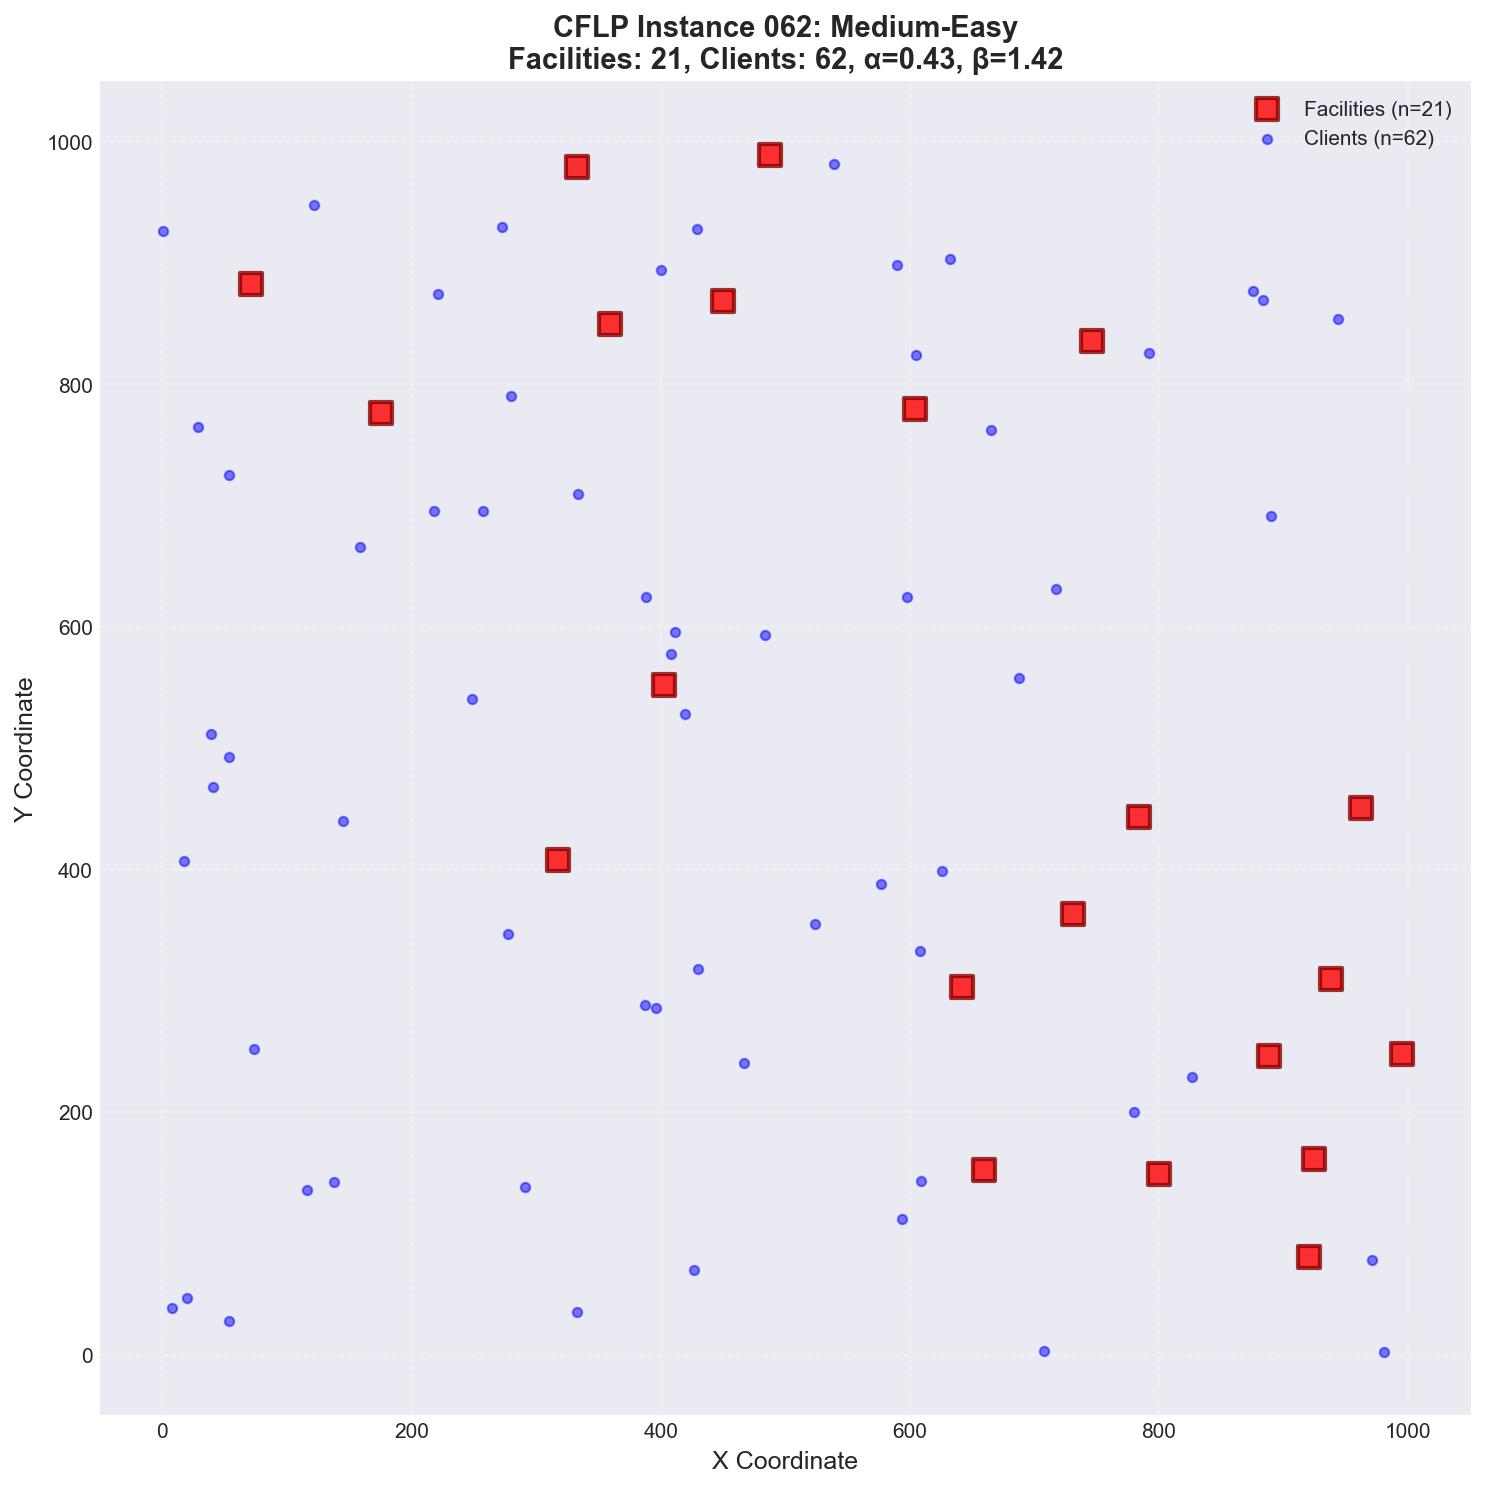 CFLP Instance 062: Medium-Easy
Facilities: 21, Clients: 62, α=0.43, β=1.42
Facilities (n=21)
Clients (n=62)
1000
800
600
400
200
0
Y Coordinate
0 200 400 600 800 1000
X Coordinate